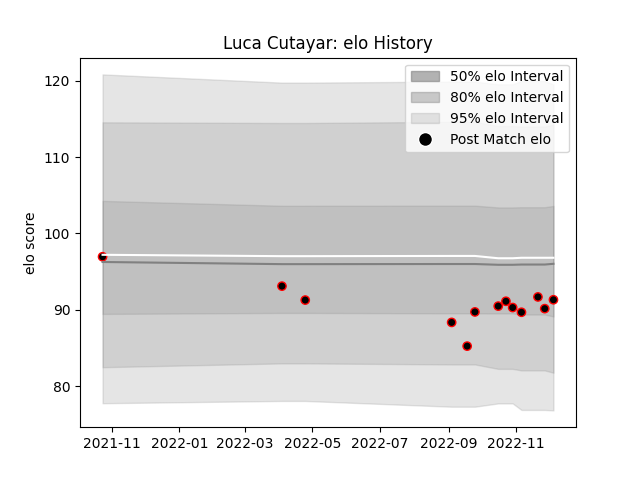 Luca Cutayar: elo History
50% elo Interval
80% elo Interval
95% elo Interval
Post Match elo
elo score
120
110
100
90
80
2021-11 2022-01 2022-03 2022-05 2022-07 2022-09 2022-11